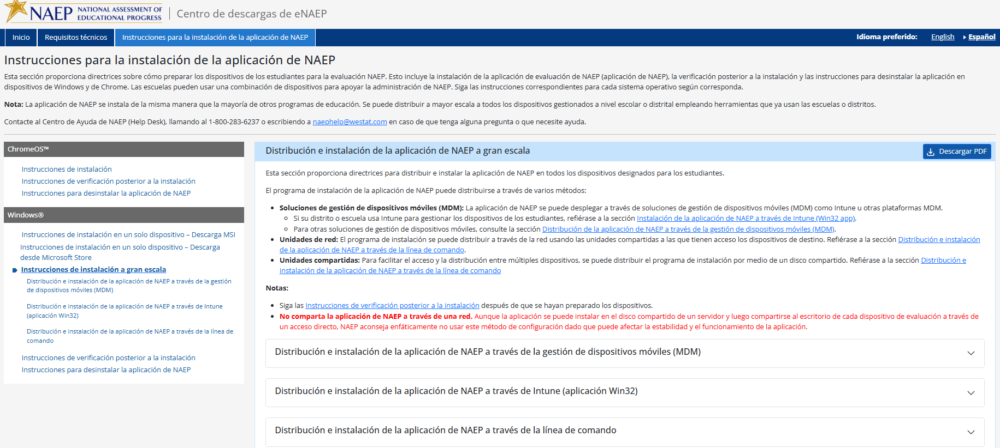 NAEP NATIONAL ASSESSMENT OF
EDUCATIONAL PROGRESS
Centro de descargas de eNAEP
Inicio
Requisitos técnicos
Instrucciones para la instalación de la aplicación de NAEP
Idioma preferido:
English
Español
Instrucciones para la instalación de la aplicación de NAEP
Esta sección proporciona directrices sobre cómo preparar los dispositivos de los estudiantes para la evaluación NAEP. Esto incluye la instalación de la aplicación de evaluación de NAEP (aplicación de NAEP), la verificación posterior a la instalación y las instrucciones para desinstalar la aplicación en
dispositivos de Windows y de Chrome. Las escuelas pueden usar una combinación de dispositivos para apoyar la administración de NAEP. Siga las instrucciones correspondientes para cada sistema operativo según corresponda.
Nota: La aplicación de NAEP se instala de la misma manera que la mayoría de otros programas de educación. Se puede distribuir a mayor escala a todos los dispositivos gestionados a nivel escolar o distrital empleando herramientas que ya usan las escuelas o distritos.
Contacte al Centro de Ayuda de NAEP (Help Desk), llamando al 1-800-283-6237 o escribiendo a naephelp@westat.com en caso de que tenga alguna pregunta o que necesite ayuda.
ChromeOS™
Instrucciones de instalación
Instrucciones de verificación posterior a la instalación
Instrucciones para desinstalar la aplicación de NAEP
Windows®
Instrucciones de instalación en un solo dispositivo – Descarga MSI
Instrucciones de instalación en un solo dispositivo – Descarga
desde Microsoft Store
Instrucciones de instalación a gran escala
Distribución e instalación de la aplicación de NAEP a través de la gestión
de dispositivos móviles (MDM)
Distribución e instalación de la aplicación de NAEP a través de Intune
(aplicación Win32)
Distribución e instalación de la aplicación de NAEP a través de la línea de
comando
Instrucciones de verificación posterior a la instalación
Instrucciones para desinstalar la aplicación de NAEP
Distribución e instalación de la aplicación de NAEP a gran escala
Descargar PDF
Esta sección proporciona directrices para distribuir e instalar la aplicación de NAEP en todos los dispositivos designados para los estudiantes.
El programa de instalación de la aplicación de NAEP puede distribuirse a través de varios métodos:
• Soluciones de gestión de dispositivos móviles (MDM): La aplicación de NAEP se puede desplegar a través de soluciones de gestión de dispositivos móviles (MDM) como Intune u otras plataformas MDM.
Si su distrito o escuela usa Intune para gestionar los dispositivos de los estudiantes, refiérase a la sección Instalación de la aplicación de NAEP a través de Intune (Win32 app).
Para otras soluciones de gestión de dispositivos móviles, consulte la sección Distribución de la aplicación de NAEP a través de la gestión de dispositivos móviles (MDM).
• Unidades de red: El programa de instalación se puede distribuir a través de la red usando las unidades compartidas a las que tienen acceso los dispositivos de destino. Refiérase a la sección Distribución e instalación
de la aplicación de NAEP a través de la línea de comando.
• Unidades compartidas: Para facilitar el acceso y la distribución entre múltiples dispositivos, se puede distribuir el programa de instalación por medio de un disco compartido. Refiérase a la sección Distribución e
instalación de la aplicación de NAEP a través de la línea de comando
Notas:
• Siga las Instrucciones de verificación posterior a la instalación después de que se hayan preparado los dispositivos.
• No comparta la aplicación de NAEP a través de una red. Aunque la aplicación se puede instalar en el disco compartido de un servidor y luego compartirse al escritorio de cada dispositivo de evaluación a través de
un acceso directo, NAEP aconseja enfáticamente no usar este método de configuración dado que puede afectar la estabilidad y el funcionamiento de la aplicación.
Distribución e instalación de la aplicación de NAEP a través de la gestión de dispositivos móviles (MDM)
Distribución e instalación de la aplicación de NAEP a través de Intune (aplicación Win32)
Distribución e instalación de la aplicación de NAEP a través de la línea de comando